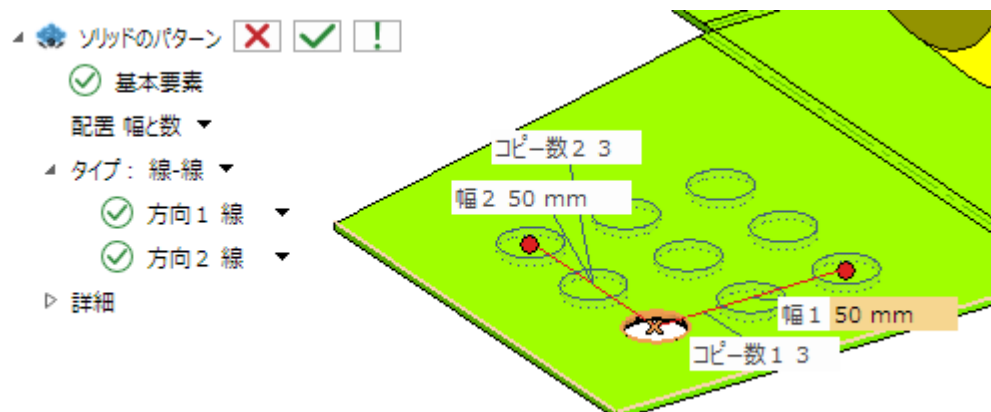 ソリッドのパターン
基本要素
配置 幅と数
タイプ: 線-線
方向1 線
方向2 線
詳細
コピー数2 3
幅2 50 mm
幅1 50 mm
コピー数1 3